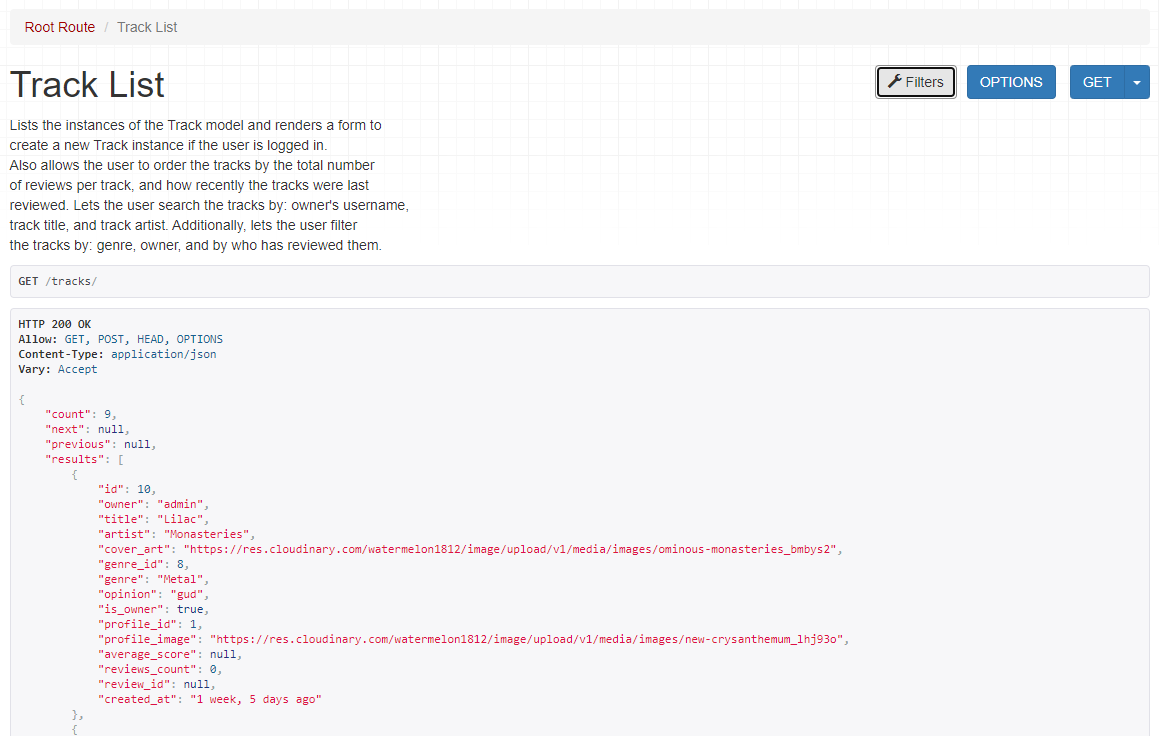 Root Route / Track List
Track List
Filters
OPTIONS
GET
Lists the instances of the Track model and renders a form to
create a new Track instance if the user is logged in.
Also allows the user to order the tracks by the total number
of reviews per track, and how recently the tracks were last
reviewed. Lets the user search the tracks by: owner's username,
track title, and track artist. Additionally, lets the user filter
the tracks by: genre, owner, and by who has reviewed them.
GET /tracks/
HTTP 200 OK
Allow: GET, POST, HEAD, OPTIONS
Content-Type: application/json
Vary: Accept
{
    "count": 9,
    "next": null,
    "previous": null,
    "results": [
        {
            "id": 10,
            "owner": "admin",
            "title": "Lilac",
            "artist": "Monasteries",
            "cover_art": "https://res.cloudinary.com/watermelon1812/image/upload/v1/media/images/ominous-monasteries_bmbys2",
            "genre_id": 8,
            "genre": "Metal",
            "opinion": "gud",
            "is_owner": true,
            "profile_id": 1,
            "profile_image": "https://res.cloudinary.com/watermelon1812/image/upload/v1/media/images/new-crysanthemum_lhj93o",
            "average_score": null,
            "reviews_count": 0,
            "review_id": null,
            "created_at": "1 week, 5 days ago"
        },
        {